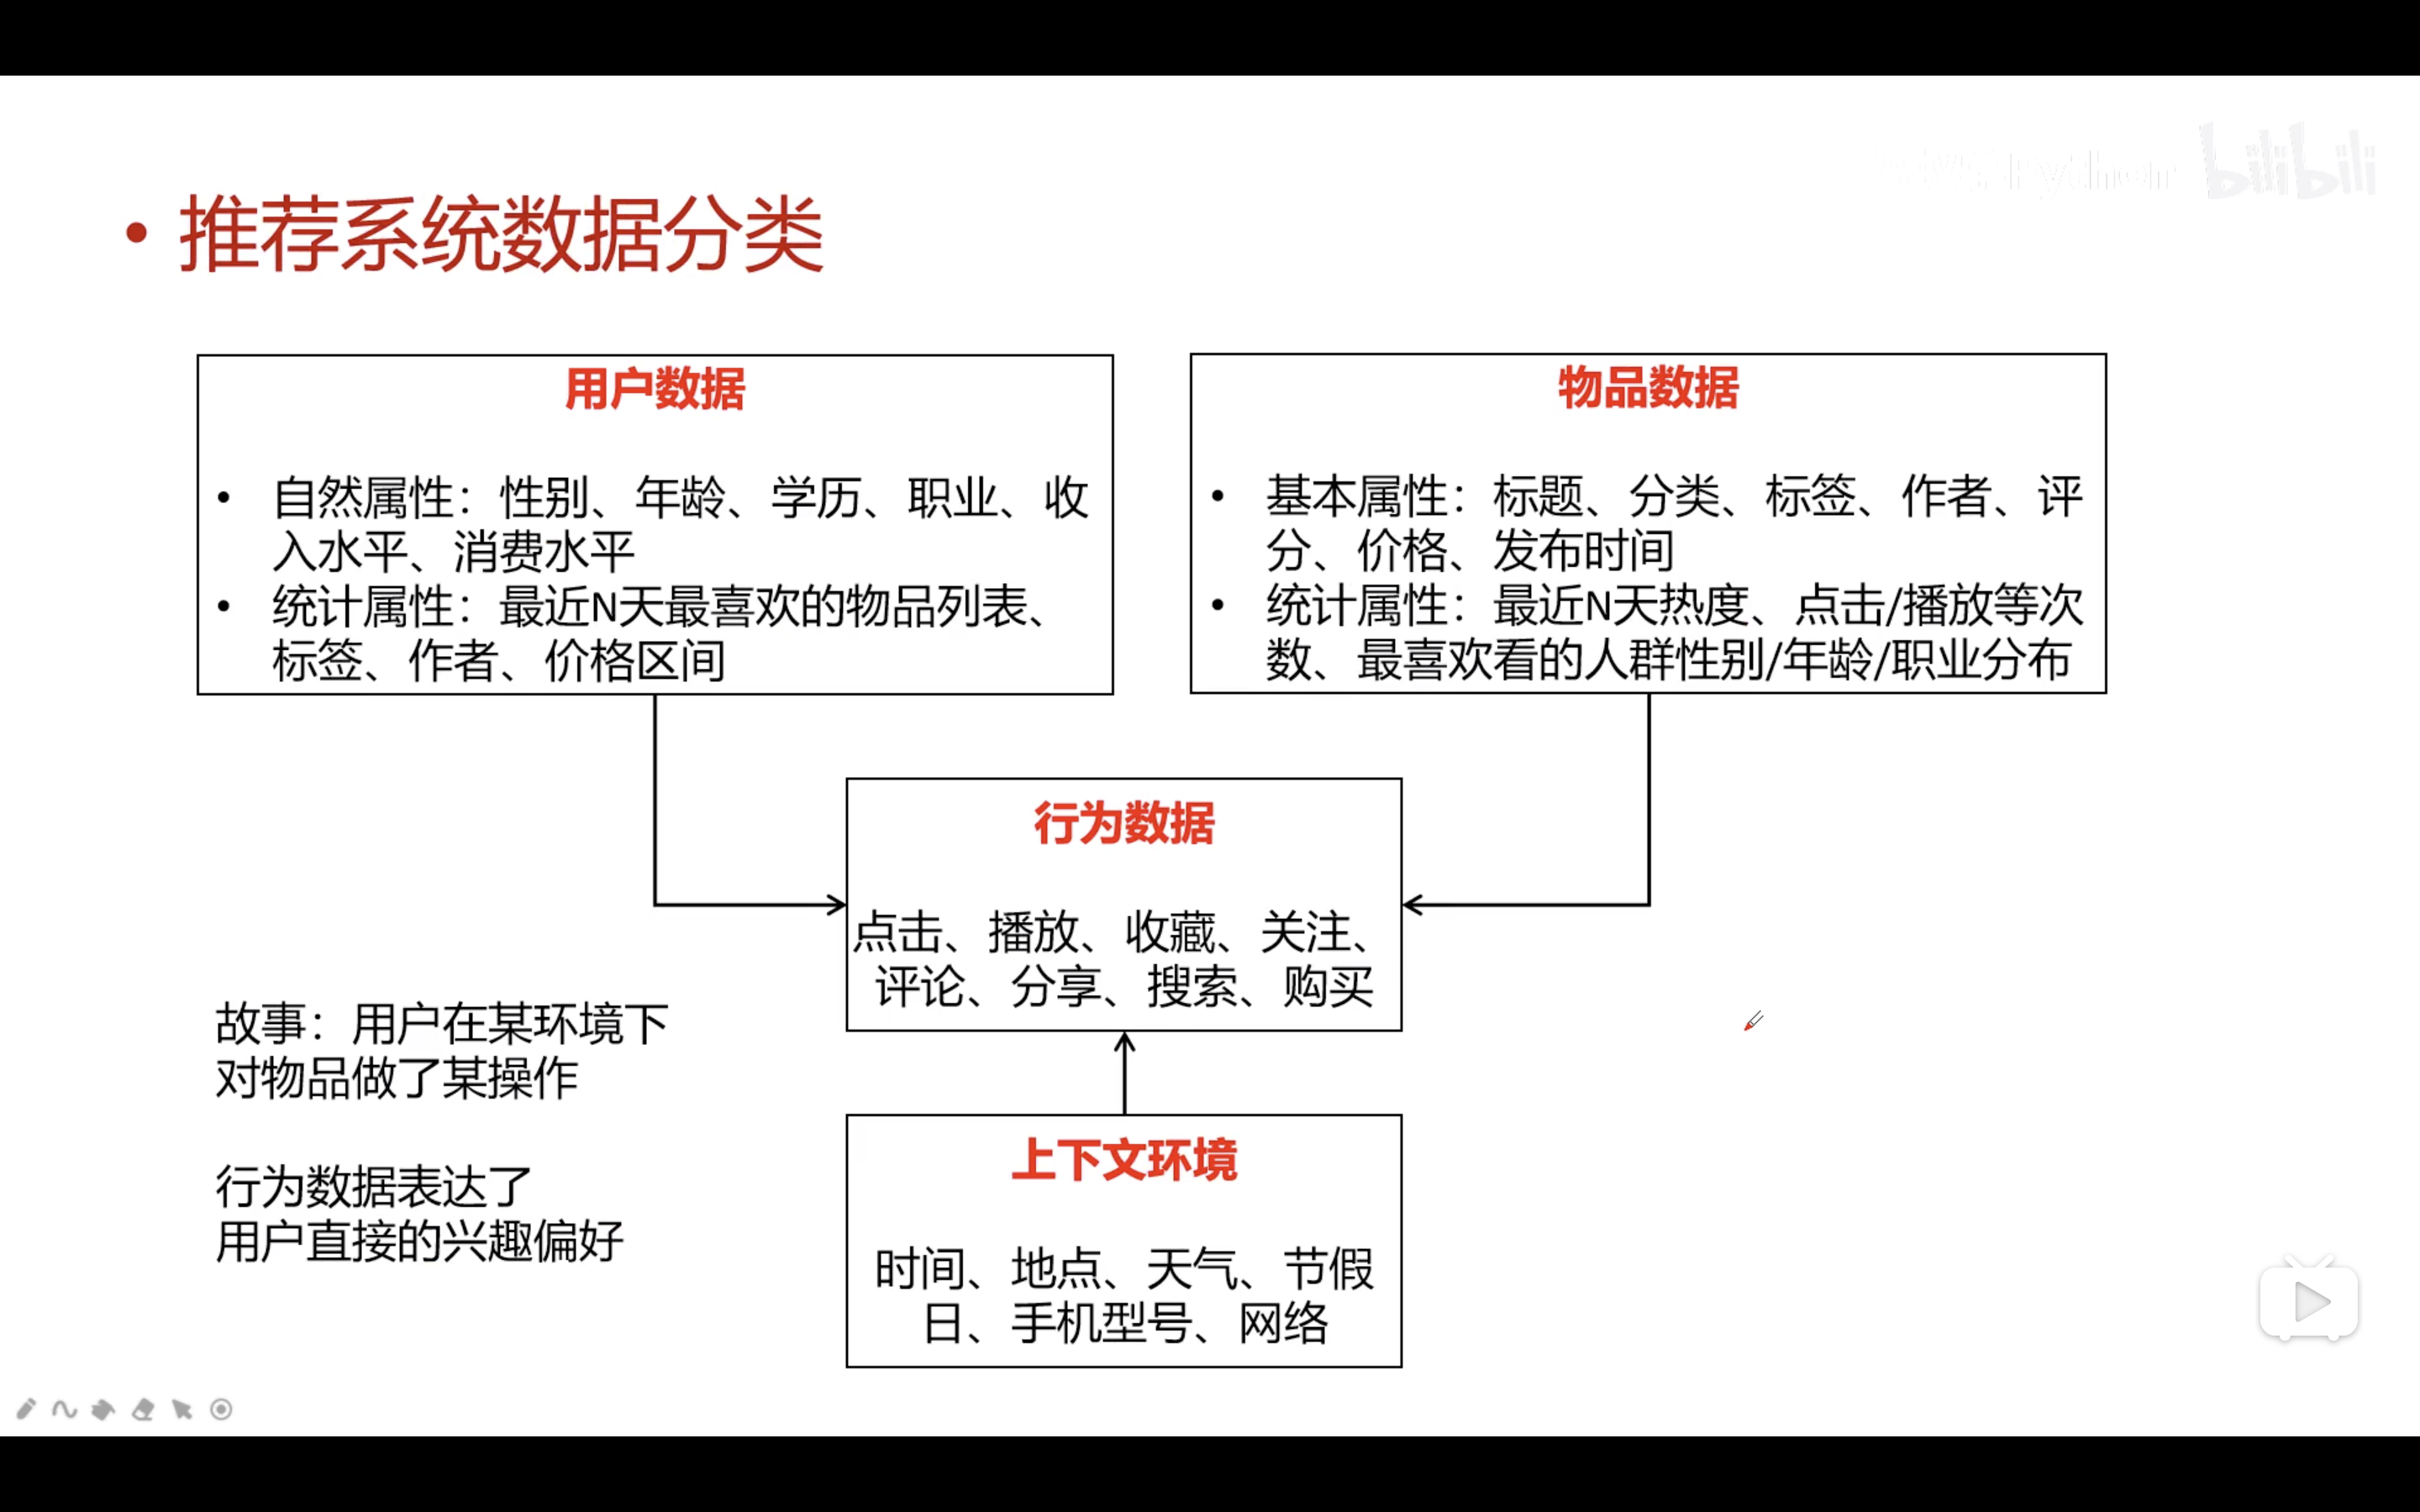 bilibili
• 推荐系统数据分类
用户数据
• 自然属性：性别、年龄、学历、职业、收
入水平、消费水平
• 统计属性：最近N天最喜欢的物品列表、
标签、作者、价格区间
物品数据
• 基本属性：标题、分类、标签、作者、评
分、价格、发布时间
• 统计属性：最近N天热度、点击/播放等次
数、最喜欢看的人群性别/年龄/职业分布
行为数据
点击、播放、收藏、关注、
评论、分享、搜索、购买
故事：用户在某环境下
对物品做了某操作
行为数据表达了
用户直接的兴趣偏好
上下文环境
时间、地点、天气、节假
日、手机型号、网络